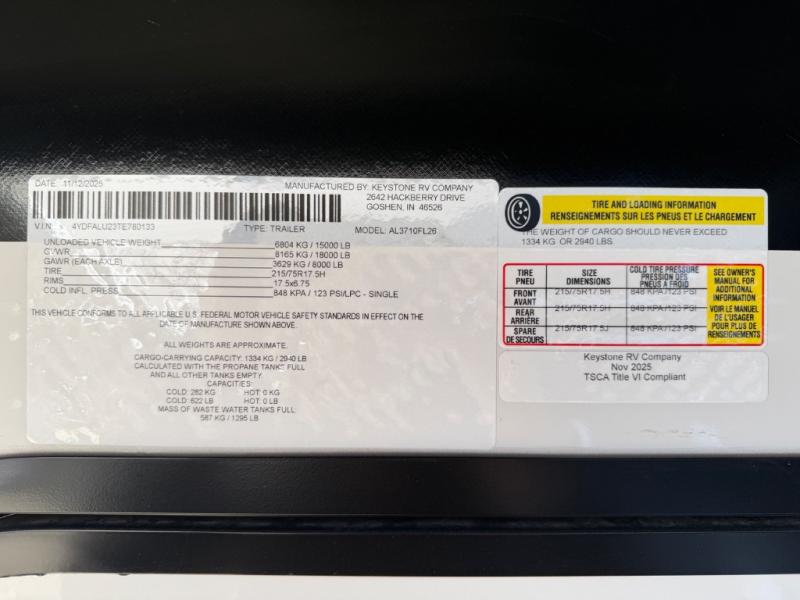 DATE: 11/12/2025
MANUFACTURED BY: KEYSTONE RV COMPANY
2642 HACKBERRY DRIVE
GOSHEN, IN 46526
V.I.N. 4YDFALU23TE780133 TYPE: TRAILER MODEL: AL3710FL26
UNLOADED VEHICLE WEIGHT 6804 KG / 15000 LB
GVWR 8165 KG / 18000 LB
GAWR (EACH AXLE) 3629 KG / 8000 LB
TIRE 215/75R17.5H
RIMS 17.5x6.75
COLD INFL. PRESS. 848 KPA / 123 PSI/LPC - SINGLE
THIS VEHICLE CONFORMS TO ALL APPLICABLE U.S. FEDERAL MOTOR VEHICLE SAFETY STANDARDS IN EFFECT ON THE
DATE OF MANUFACTURE SHOWN ABOVE.
ALL WEIGHTS ARE APPROXIMATE.
CARGO-CARRYING CAPACITY: 1334 KG / 2940 LB
CALCULATED WITH THE PROPANE TANKS FULL
AND ALL OTHER TANKS EMPTY.
CAPACITIES:
COLD: 282 KG HOT: 0 KG
COLD: 622 LB HOT: 0 LB
MASS OF WASTE WATER TANKS FULL:
587 KG / 1295 LB
TIRE AND LOADING INFORMATION
RENSEIGNEMENTS SUR LES PNEUS ET LE CHARGEMENT
THE WEIGHT OF CARGO SHOULD NEVER EXCEED
1334 KG OR 2940 LBS.
TIRE
PNEU
SIZE
DIMENSIONS
COLD TIRE PRESSURE
PRESSION DES
PNEUS A FROID
FRONT
AVANT
215/75R17.5H 848 KPA/123 PSI
REAR
ARRIÈRE
215/75R17.5H 848 KPA/123 PSI
SPARE
DE SECOURS
215/75R17.5J 848 KPA/123 PSI
SEE OWNER'S
MANUAL FOR
ADDITIONAL
INFORMATION
VOIR LE MANUEL
DE L'USAGER
POUR PLUS DE
RENSEIGNEMENTS
Keystone RV Company
Nov 2025
TSCA Title VI Compliant